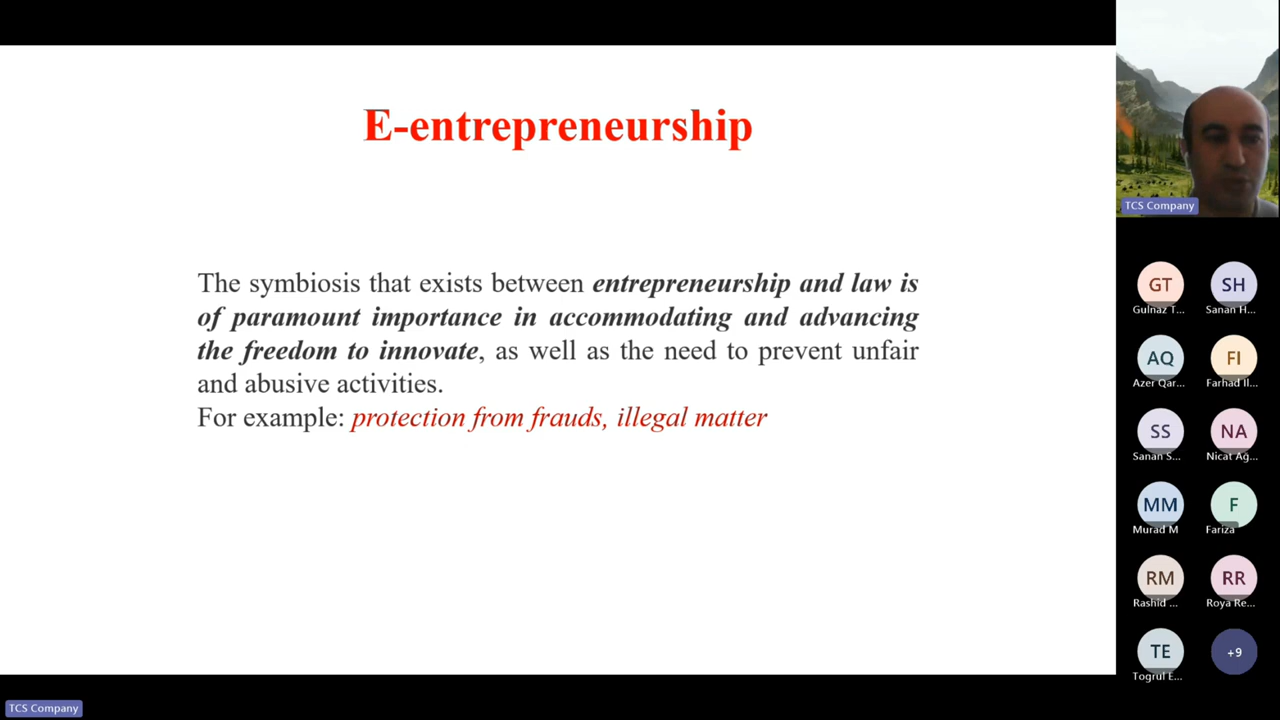 E-entrepreneurship
The symbiosis that exists between entrepreneurship and law is
of paramount importance in accommodating and advancing
the freedom to innovate, as well as the need to prevent unfair
and abusive activities.
For example: protection from frauds, illegal matter
TCS Company
GT
SH
Gulnaz T...
Sanan H...
AQ
FI
Azer Qar...
Farhad Il...
SS
NA
Sanan S...
Nicat Ağ...
MM
F
Murad M
Fariza
RM
RR
Rashid ...
Roya Re...
TE
+9
Togrul E...
TCS Company